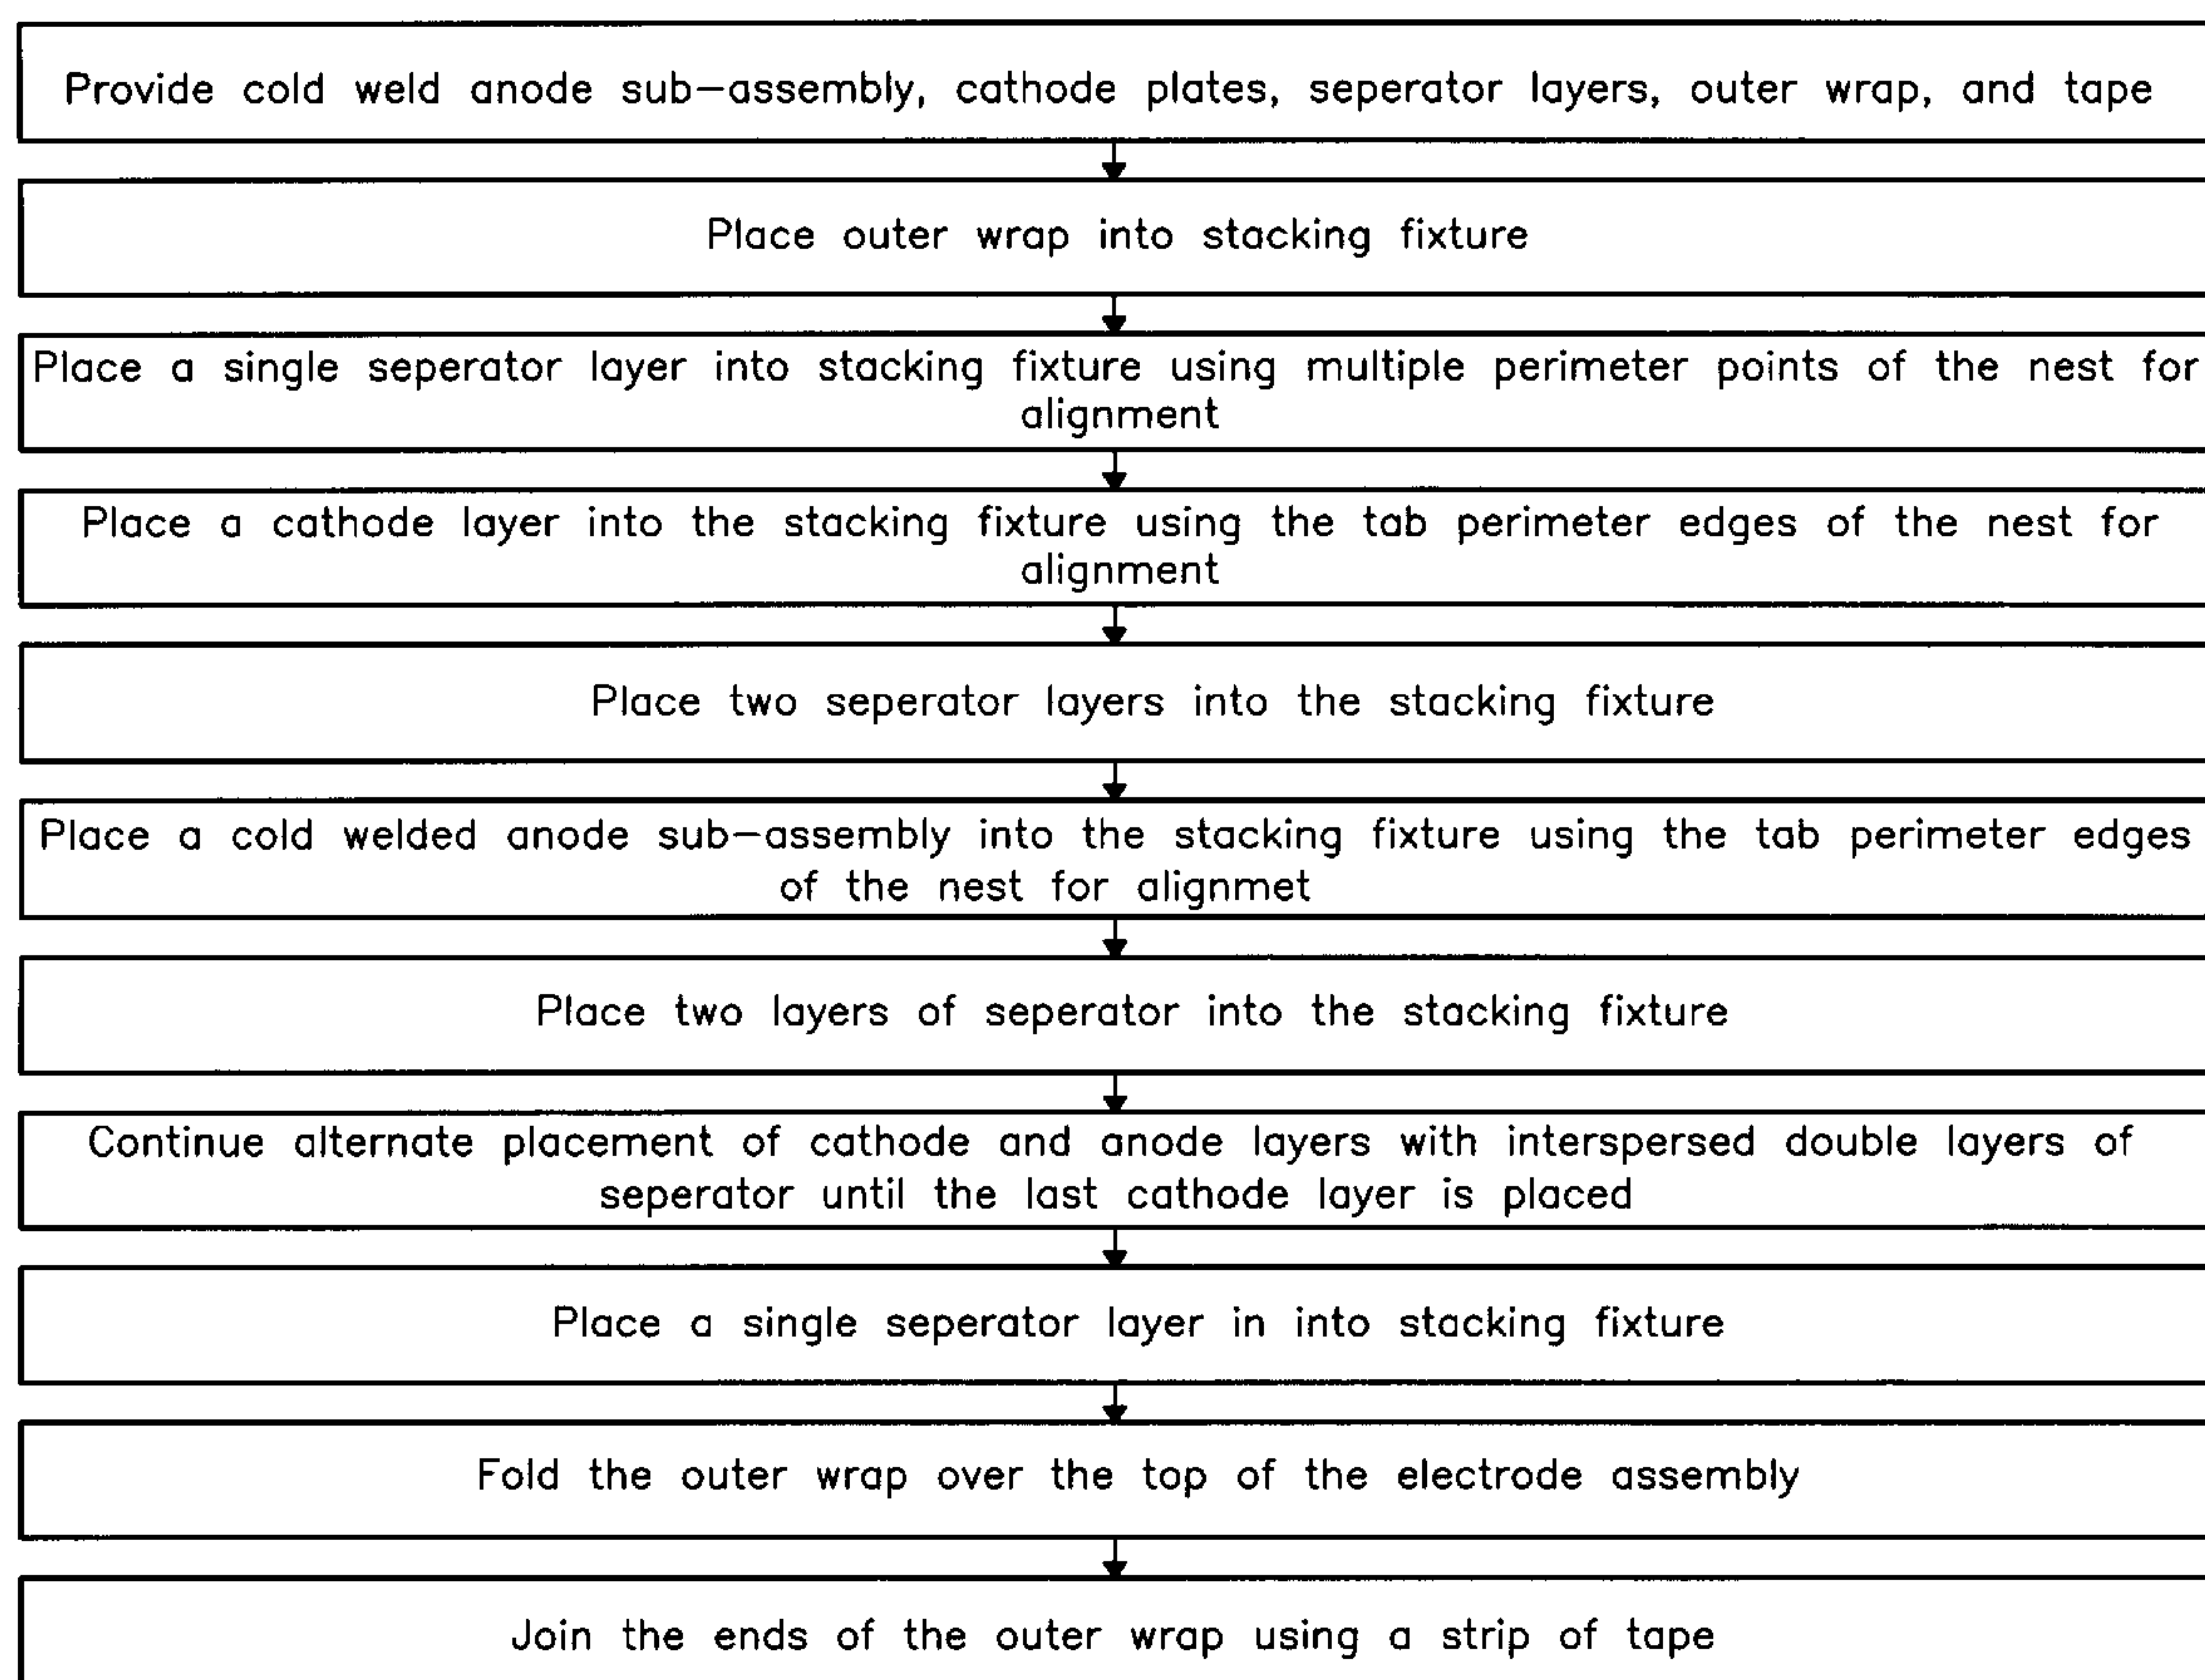 Provide cold weld anode sub-assembly, cathode plates, seperator layers, outer wrap, and tape
Place outer wrap into stacking fixture
Place a single seperator layer into stacking fixture using multiple perimeter points of the nest for
alignment
Place a cathode layer into the stacking fixture using the tab perimeter edges of the nest for
alignment
Place two seperator layers into the stacking fixture
Place a cold welded anode sub-assembly into the stacking fixture using the tab perimeter edges
of the nest for alignmet
Place two layers of seperator into the stacking fixture
Continue alternate placement of cathode and anode layers with interspersed double layers of
seperator until the last cathode layer is placed
Place a single seperator layer in into stacking fixture
Fold the outer wrap over the top of the electrode assembly
Join the ends of the outer wrap using a strip of tape